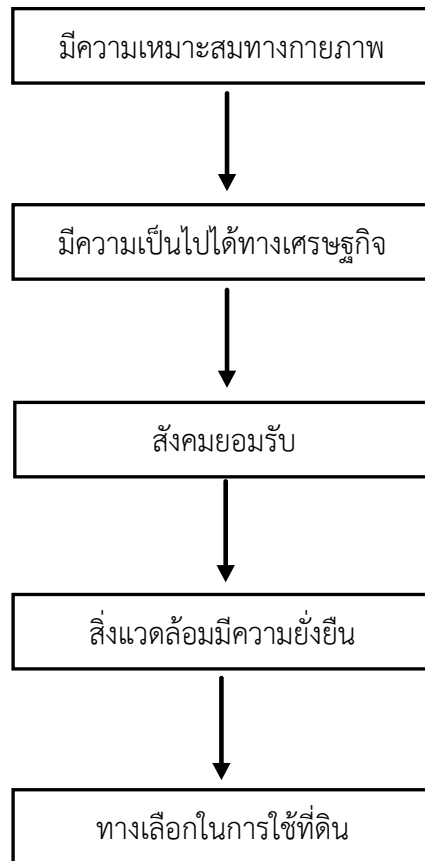 มีความเหมาะสมทางกายภาพ
มีความเป็นไปได้ทางเศรษฐกิจ
สังคมยอมรับ
สิ่งแวดล้อมมีความยั่งยืน
ทางเลือกในการใช้ที่ดิน